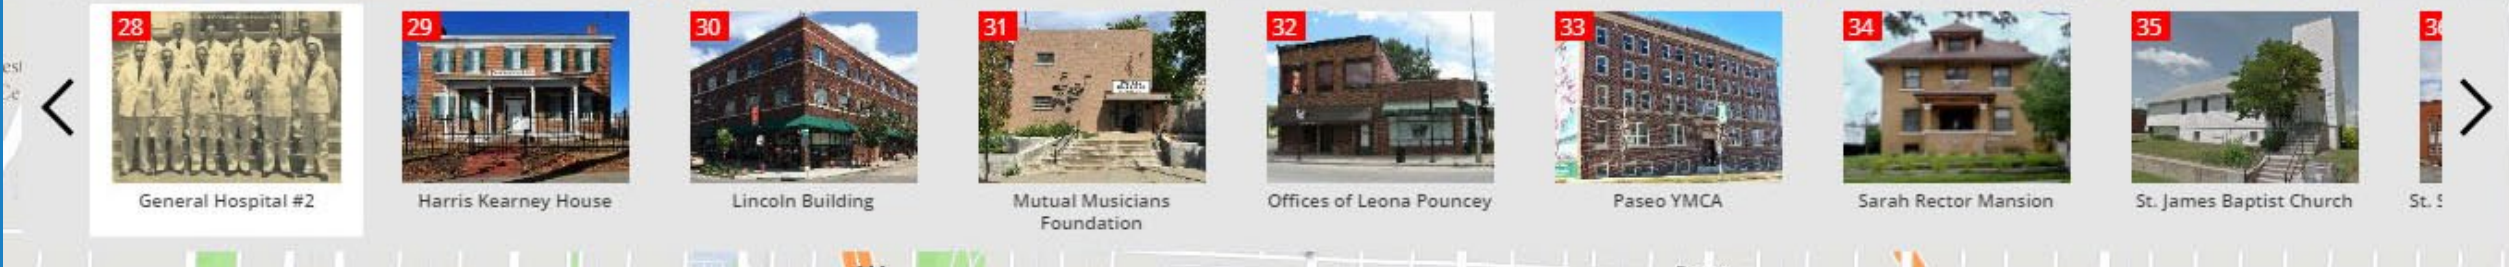 28
29
30
31
32
33
34
35
General Hospital #2
Harris Kearney House
Lincoln Building
Mutual Musicians
Foundation
Offices of Leona Pouncey
Paseo YMCA
Sarah Rector Mansion
St. James Baptist Church
St.